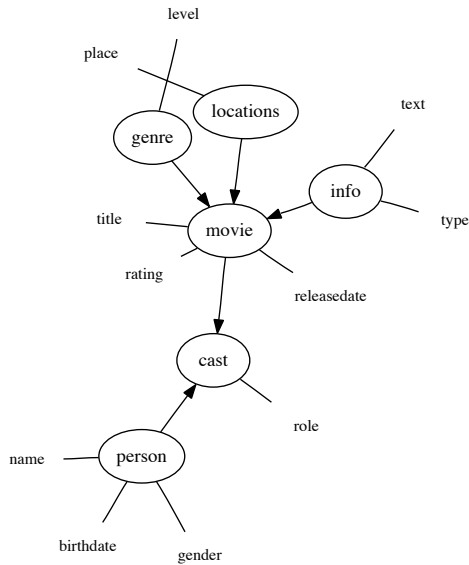 level
place
locations
text
genre
info
title
movie
type
rating
releasedate
cast
role
name
person
birthdate
gender